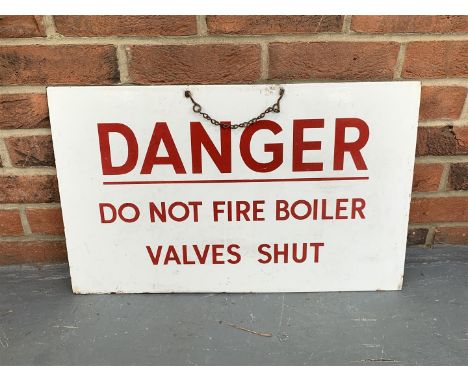 DANGER
DO NOT FIRE BOILER
VALVES SHUT